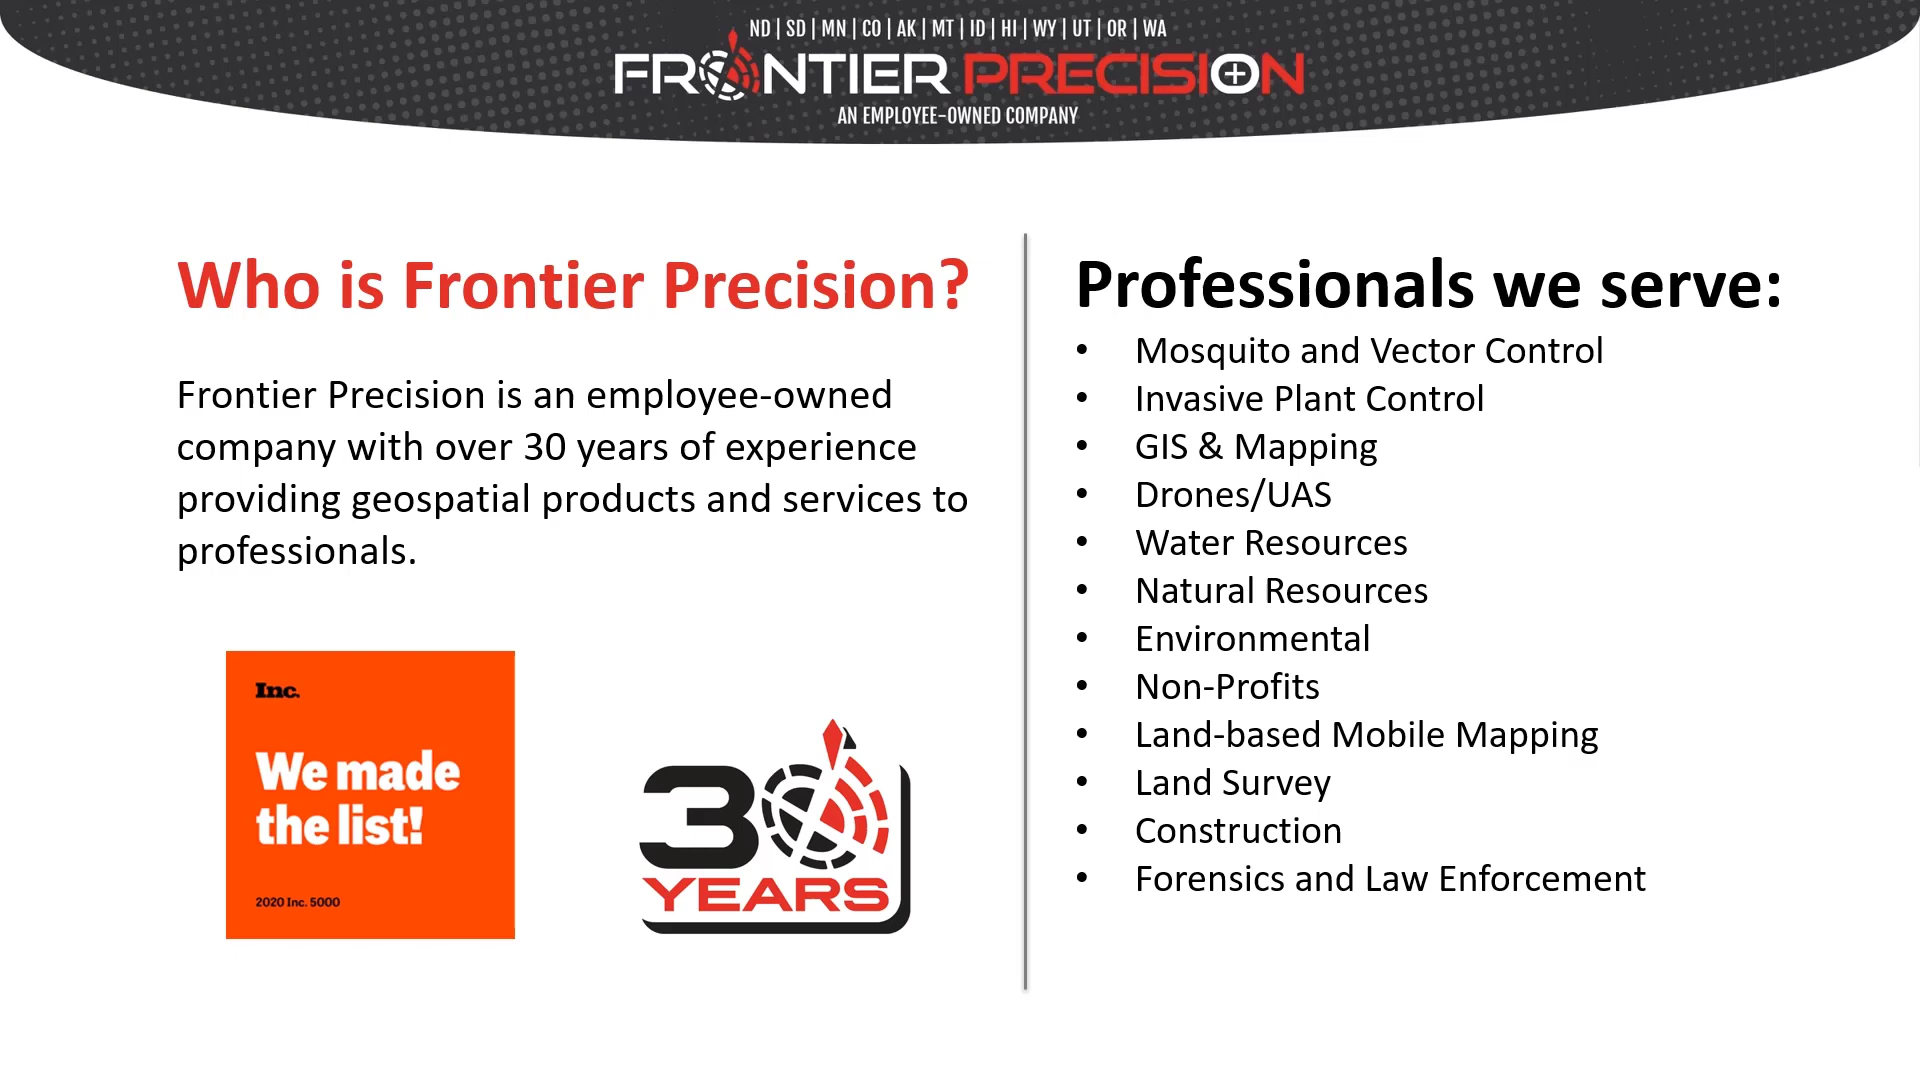 ND | SD | MN | CO | AK | MT | ID | HI | WY | UT | OR | WA
FRONTIER PRECISION
AN EMPLOYEE-OWNED COMPANY
Who is Frontier Precision?
Frontier Precision is an employee-owned
company with over 30 years of experience
providing geospatial products and services to
professionals.
Inc.
We made
the list!
2020 Inc. 5000
30
YEARS
Professionals we serve:
• Mosquito and Vector Control
• Invasive Plant Control
• GIS & Mapping
• Drones/UAS
• Water Resources
• Natural Resources
• Environmental
• Non-Profits
• Land-based Mobile Mapping
• Land Survey
• Construction
• Forensics and Law Enforcement